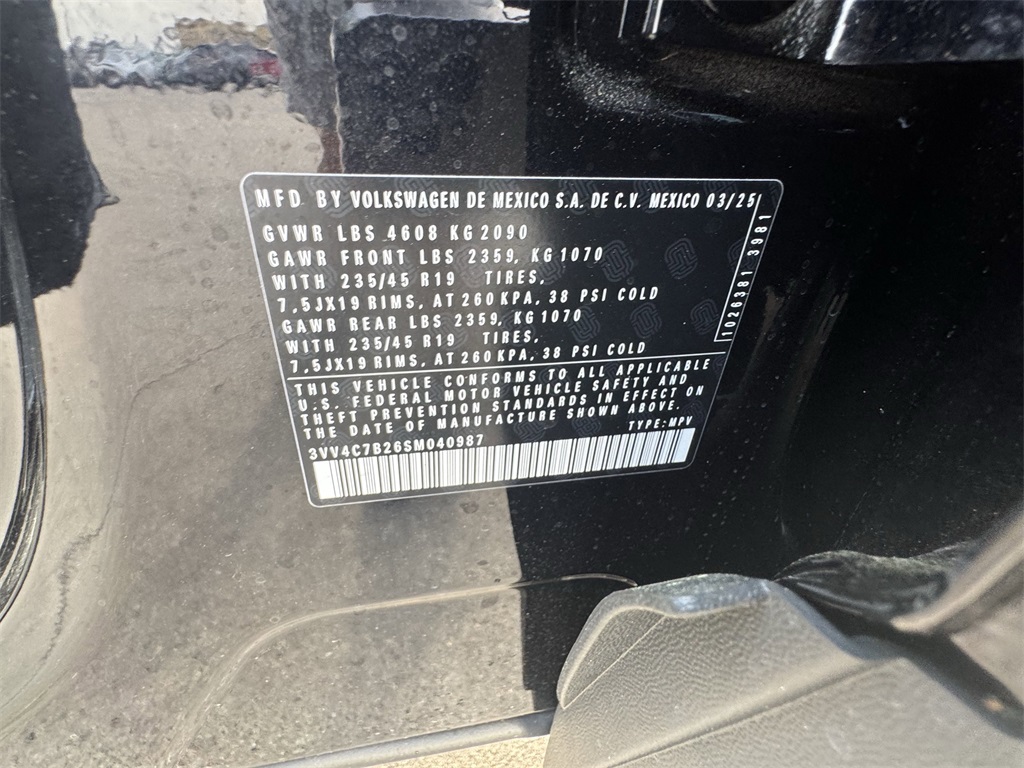 MFD BY VOLKSWAGEN DE MEXICO S.A. DE C.V. MEXICO 03/25
GVWR LBS 4608 KG 2090
GAWR FRONT LBS 2359, KG 1070
WITH 235/45 R19 TIRES,
7,5JX19 RIMS, AT 260 KPA, 38 PSI COLD
GAWR REAR LBS 2359, KG 1070
WITH 235/45 R19 TIRES,
7,5JX19 RIMS, AT 260 KPA, 38 PSI COLD
THIS VEHICLE CONFORMS TO ALL APPLICABLE
U.S. FEDERAL MOTOR VEHICLE SAFETY AND
THEFT PREVENTION STANDARDS IN EFFECT ON
THE DATE OF MANUFACTURE SHOWN ABOVE.
TYPE: MPV
3VV4C7B26SM040987
1026381 3981